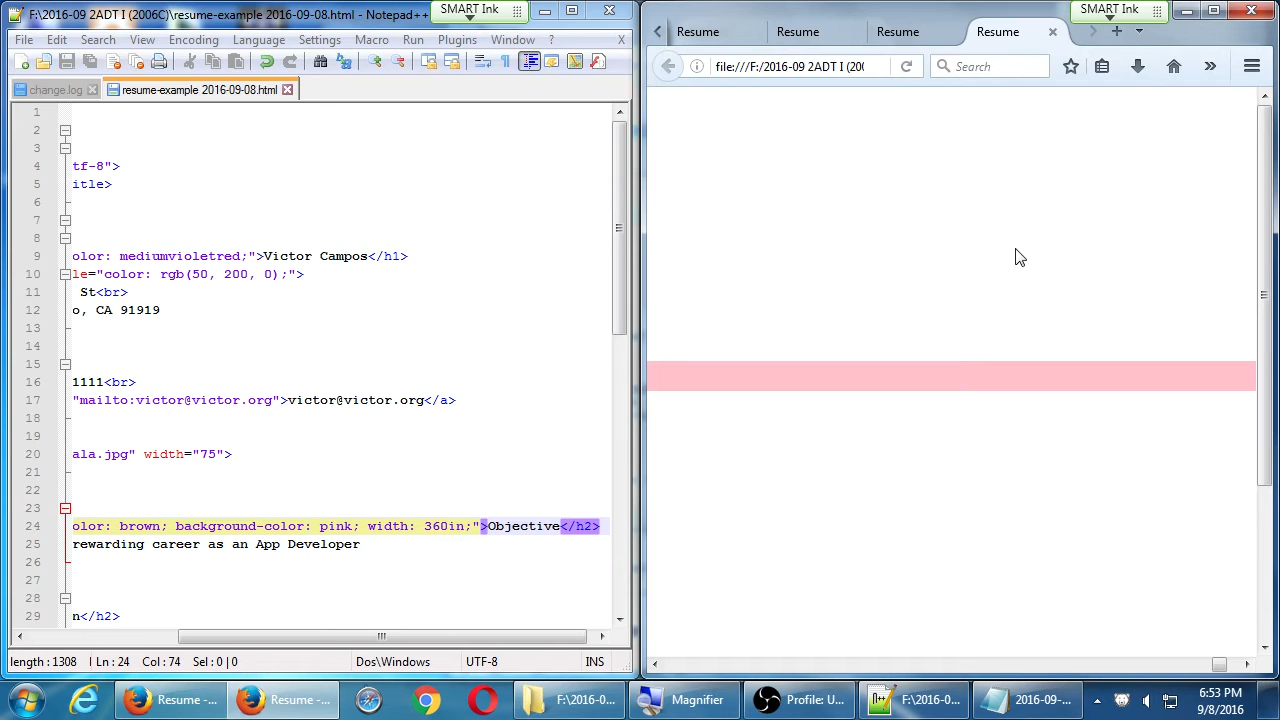 F:\2016-09 2ADT I (2006C)\resume-example 2016-09-08.html - Notepad++
SMART Ink
SMART Ink
File Edit Search View Encoding Language Settings Macro Run Plugins Window ? X
Resume Resume Resume Resume
file:///F:/2016-09 2ADT I (200
Search
change.log
resume-example 2016-09-08.html
1
2
3
4 tf-8">
5 itle>
6
7
8
9 olor: mediumvioletred;">Victor Campos</h1>
10 le="color: rgb(50, 200, 0);">
11 St<br>
12 o, CA 91919
13
14
15
16 1111<br>
17 "mailto:victor@victor.org">victor@victor.org</a>
18
19
20 ala.jpg" width="75">
21
22
23
24 olor: brown; background-color: pink; width: 360in;">Objective</h2>
25 rewarding career as an App Developer
26
27
28
29 n</h2>
length : 1308 Ln : 24 Col : 74 Sel : 0 | 0 Dos\Windows UTF-8 INS
Resume -... Resume -... F:\2016-0... Magnifier Profile: U... F:\2016-0... 2016-09-...
6:53 PM
9/8/2016